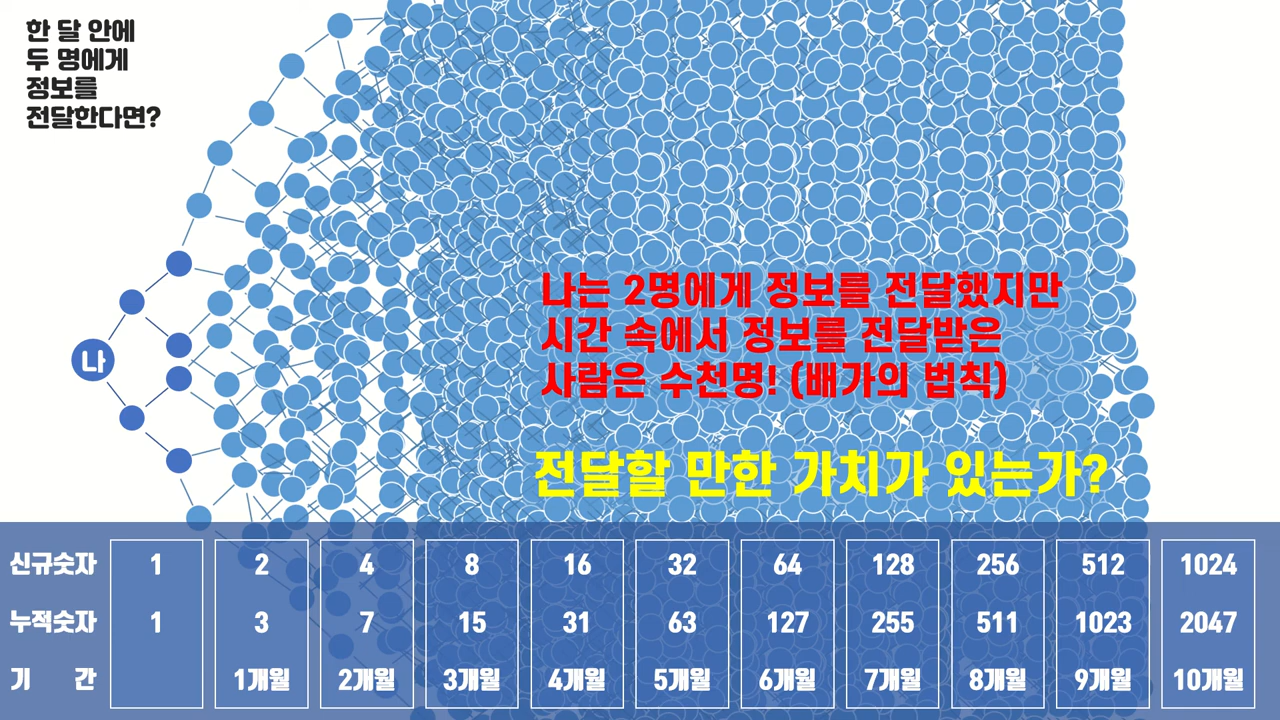 한 달 안에
두 명에게
정보를
전달한다면?
나
나는 2명에게 정보를 전달했지만
시간 속에서 정보를 전달받은
사람은 수천명! (배가의 법칙)
전달할 만한 가치가 있는가?
신규숫자 1 2 4 8 16 32 64 128 256 512 1024
누적숫자 1 3 7 15 31 63 127 255 511 1023 2047
기 간 1개월 2개월 3개월 4개월 5개월 6개월 7개월 8개월 9개월 10개월